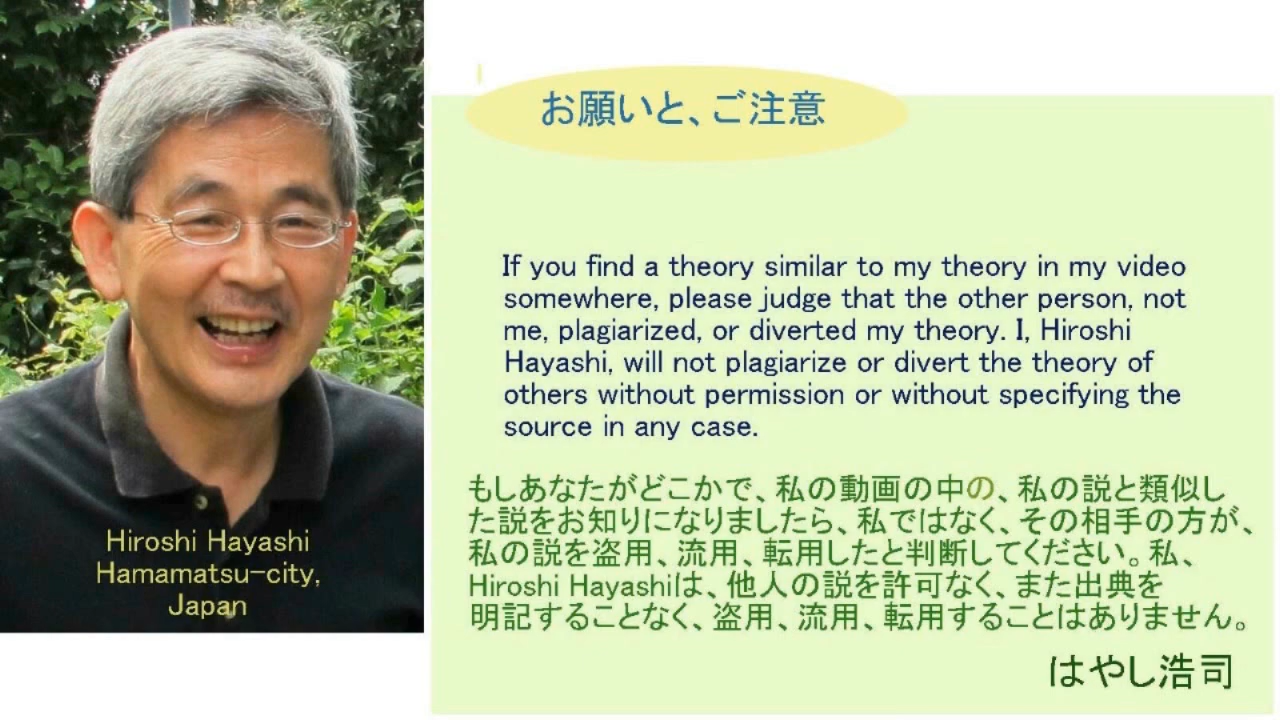 お願いと、ご注意
If you find a theory similar to my theory in my video
somewhere, please judge that the other person, not
me, plagiarized, or diverted my theory. I, Hiroshi
Hayashi, will not plagiarize or divert the theory of
others without permission or without specifying the
source in any case.
もしあなたがどこかで、私の動画の中の、私の説と類似し
た説をお知りになりましたら、私ではなく、その相手の方が、
私の説を盗用、流用、転用したと判断してください。私、
Hiroshi Hayashiは、他人の説を許可なく、また出典を
明記することなく、盗用、流用、転用することはありません。
はやし浩司
Hiroshi Hayashi
Hamamatsu-city,
Japan